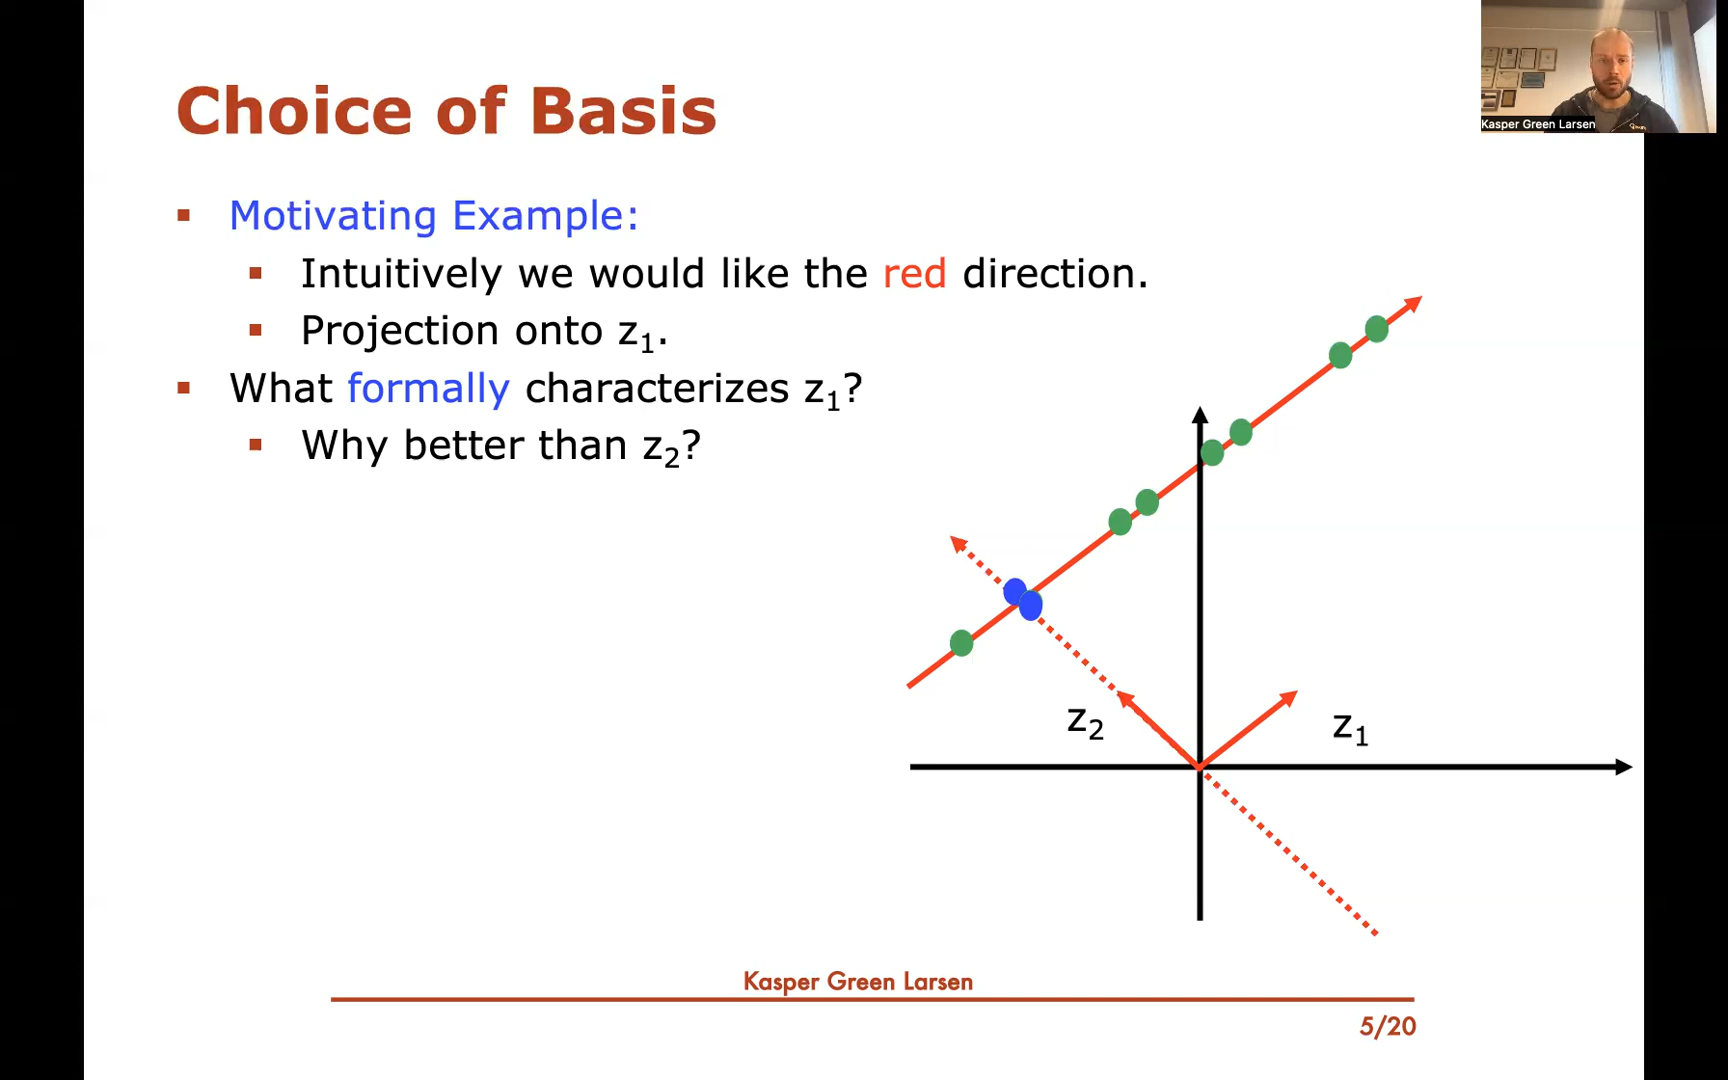 Choice of Basis
Kasper Green Larsen
▪ Motivating Example:
▪ Intuitively we would like the red direction.
▪ Projection onto z₁.
▪ What formally characterizes z₁?
▪ Why better than z₂?
z₂
z₁
Kasper Green Larsen
5/20